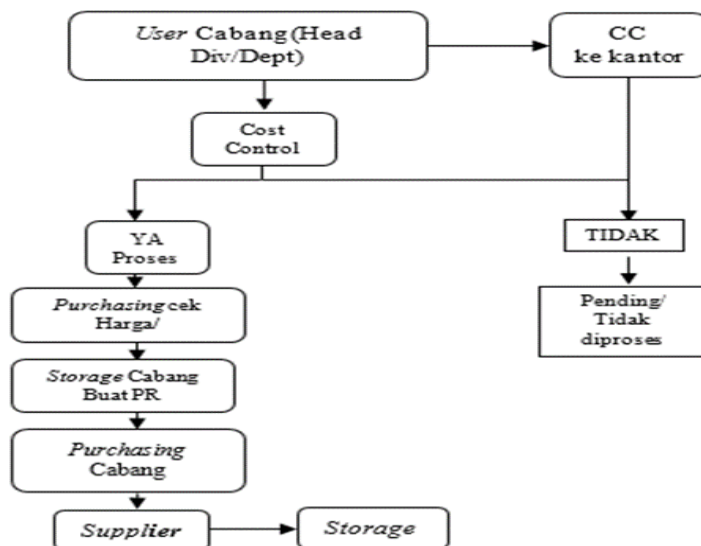 User Cabang (Head
Div/Dept)
CC
ke kantor
Cost
Control
YA
Proses
TIDAK
Purchasing cek
Harga/
Pending/
Tidak
diproses
Storage Cabang
Buat PR
Purchasing
Cabang
Supplier
Storage